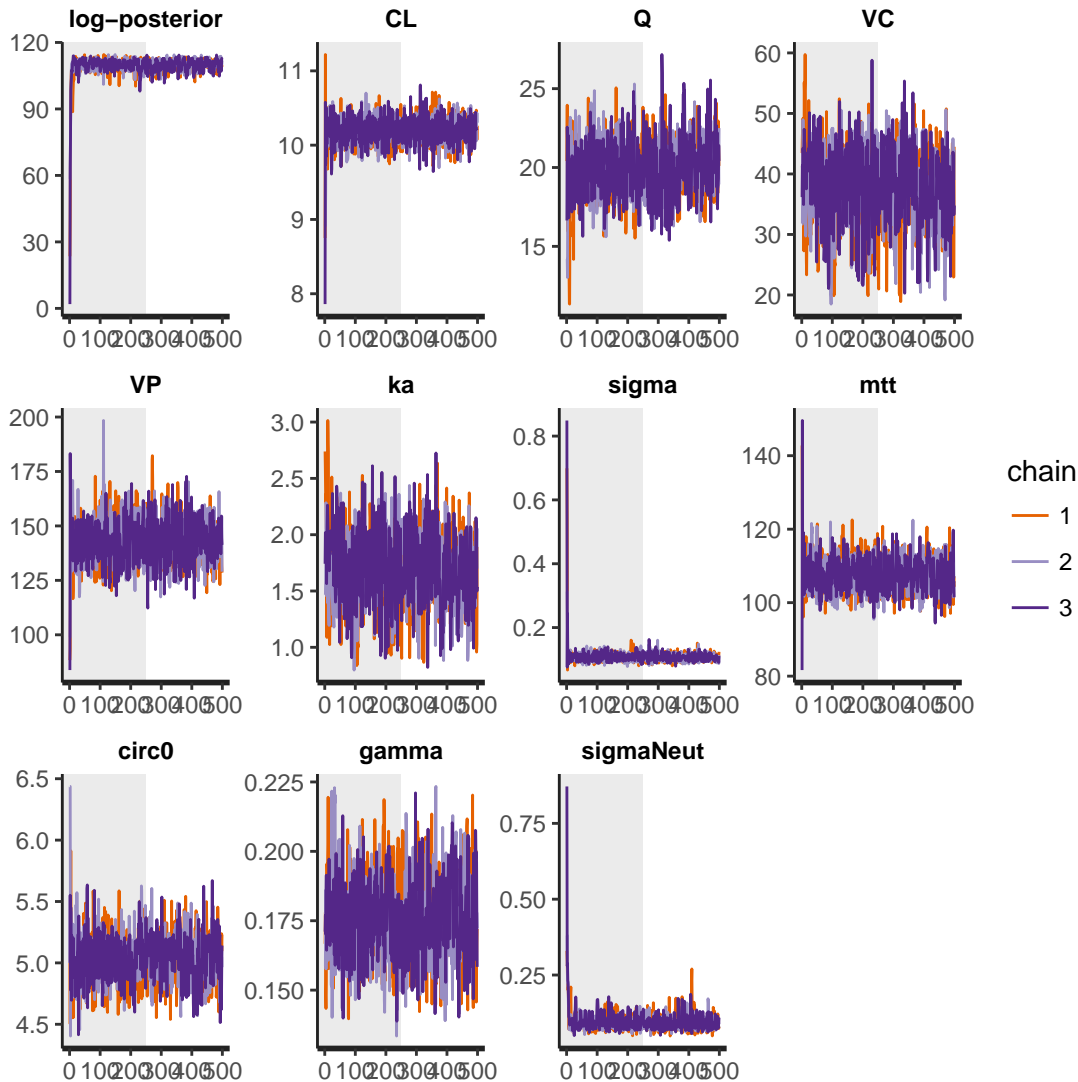 log−posterior
CL
Q
VC
120
90
60
30
0
11
10
9
8
25
20
15
60
50
40
30
20
0 100 200 300 400 500
0 100 200 300 400 500
0 100 200 300 400 500
0 100 200 300 400 500
VP
ka
sigma
mtt
200
175
150
125
100
3.0
2.5
2.0
1.5
1.0
0.8
0.6
0.4
0.2
140
120
100
80
0 100 200 300 400 500
0 100 200 300 400 500
0 100 200 300 400 500
0 100 200 300 400 500
chain
1
2
3
circ0
gamma
sigmaNeut
6.5
6.0
5.5
5.0
4.5
0.225
0.200
0.175
0.150
0.75
0.50
0.25
0 100 200 300 400 500
0 100 200 300 400 500
0 100 200 300 400 500